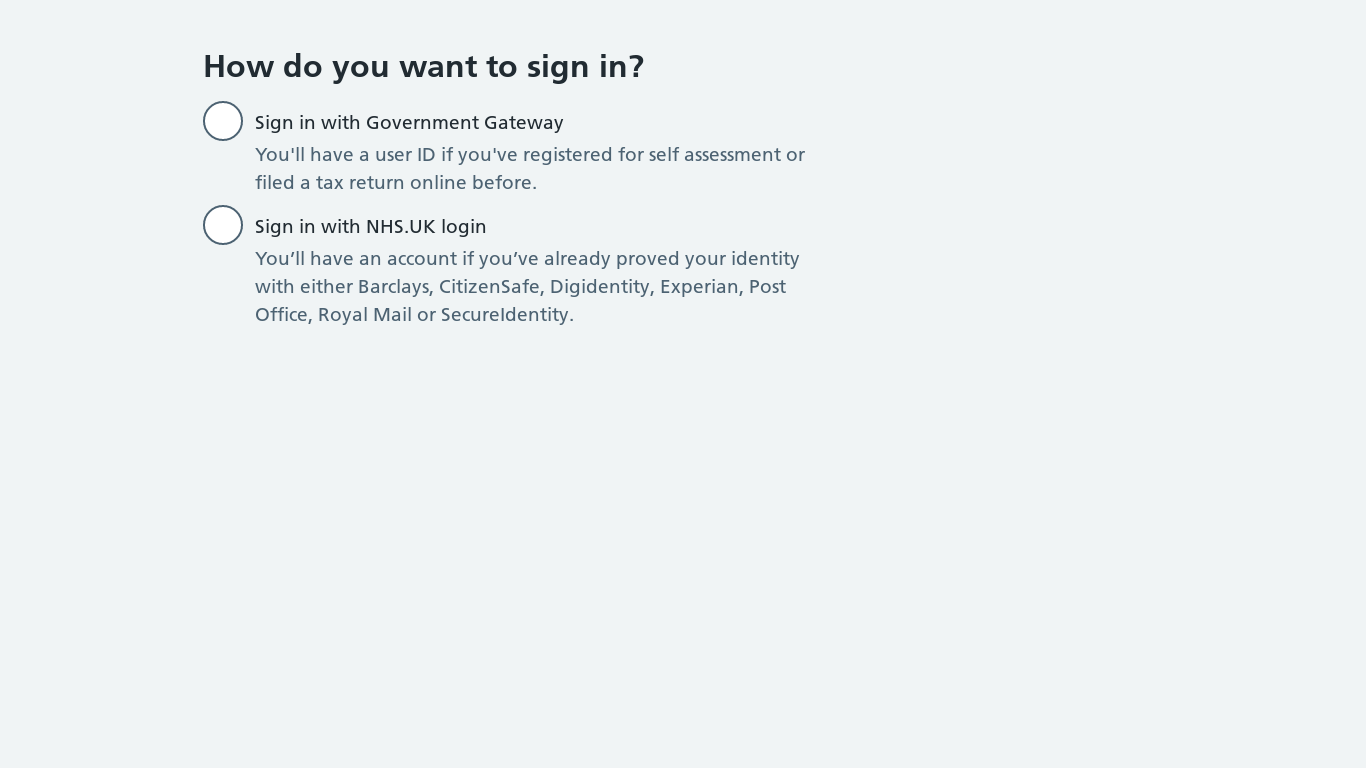 How do you want to sign in?
Sign in with Government Gateway
You'll have a user ID if you've registered for self assessment or
filed a tax return online before.
Sign in with NHS.UK login
You’ll have an account if you’ve already proved your identity
with either Barclays, CitizenSafe, Digidentity, Experian, Post
Office, Royal Mail or SecureIdentity.